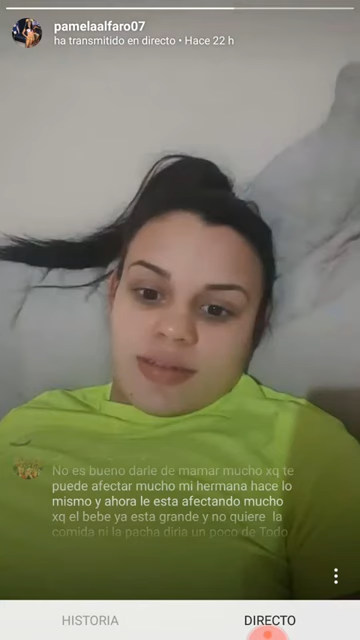 pamelaalfaro07
ha transmitido en directo • Hace 22 h
No es bueno darle de mamar mucho xq te
puede afectar mucho mi hermana hace lo
mismo y ahora le esta afectando mucho
xq el bebe ya esta grande y no quiere la
comida ni la pacha diria un poco de Todo
HISTORIA
DIRECTO